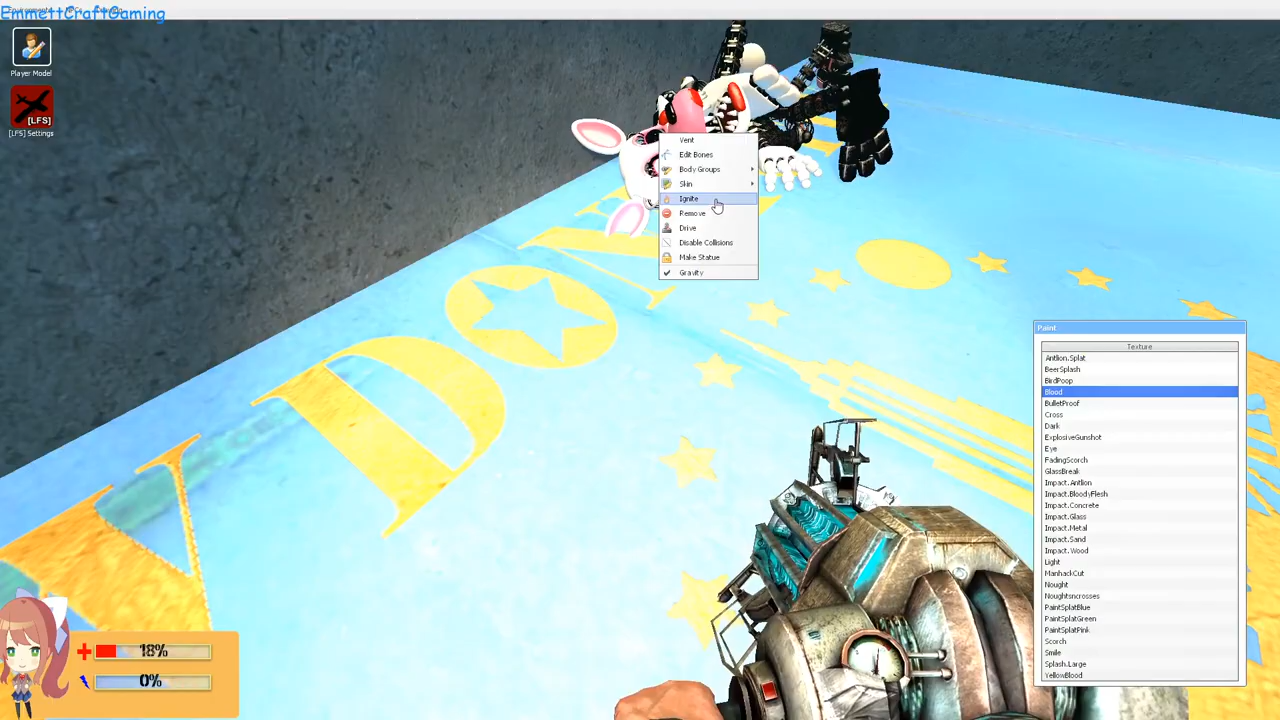 EmmettCraftGaming
Player Model
[LFS]
[LFS] Settings
Vent
Edit Bones
Body Groups
Skin
Ignite
Remove
Drive
Disable Collisions
Make Statue
Gravity
Y DON
Paint
Texture
Antlion.Splat
BeerSplash
BirdPoop
Blood
BulletProof
Cross
Dark
ExplosiveGunshot
Eye
FadingScorch
GlassBreak
Impact.Antlion
Impact.BloodyFlesh
Impact.Concrete
Impact.Glass
Impact.Metal
Impact.Sand
Impact.Wood
Light
ManhackCut
Nought
Noughtsncrosses
PaintSplatBlue
PaintSplatGreen
PaintSplatPink
Scorch
Smile
Splash.Large
YellowBlood
18%
0%